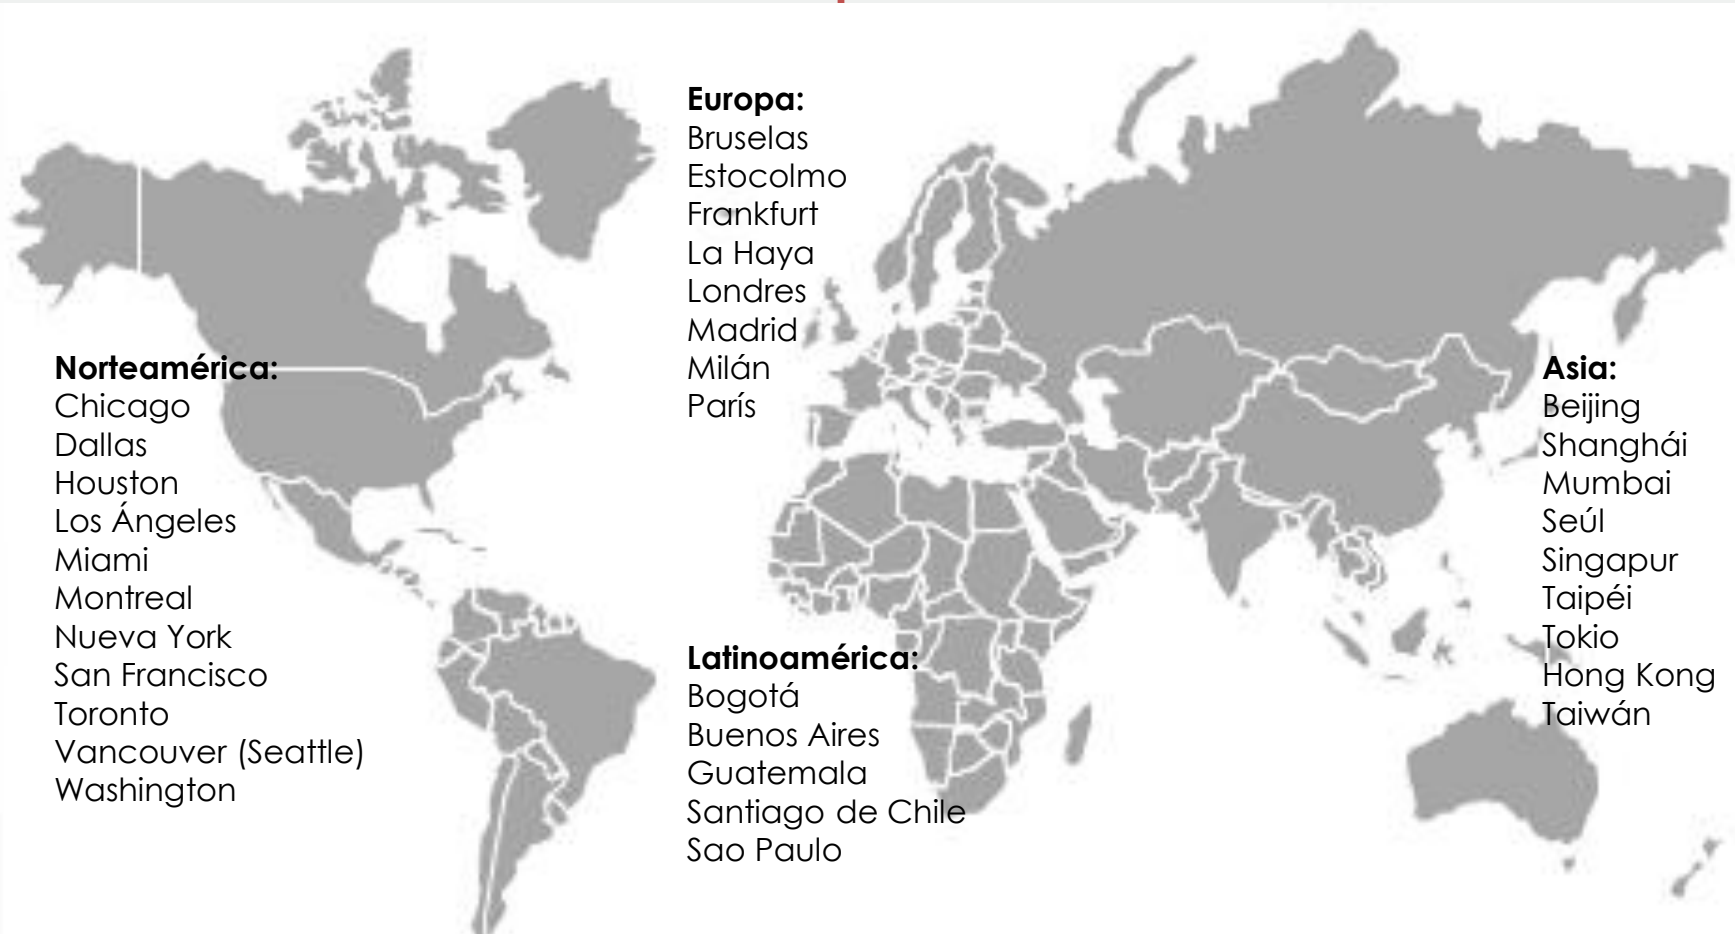 Europa:
Bruselas
Estocolmo
Frankfurt
La Haya
Londres
Madrid
Milán
París
Norteamérica:
Chicago
Dallas
Houston
Los Ángeles
Miami
Montreal
Nueva York
San Francisco
Toronto
Vancouver (Seattle)
Washington
Latinoamérica:
Bogotá
Buenos Aires
Guatemala
Santiago de Chile
Sao Paulo
Asia:
Beijing
Shanghái
Mumbai
Seúl
Singapur
Taipéi
Tokio
Hong Kong
Taiwán